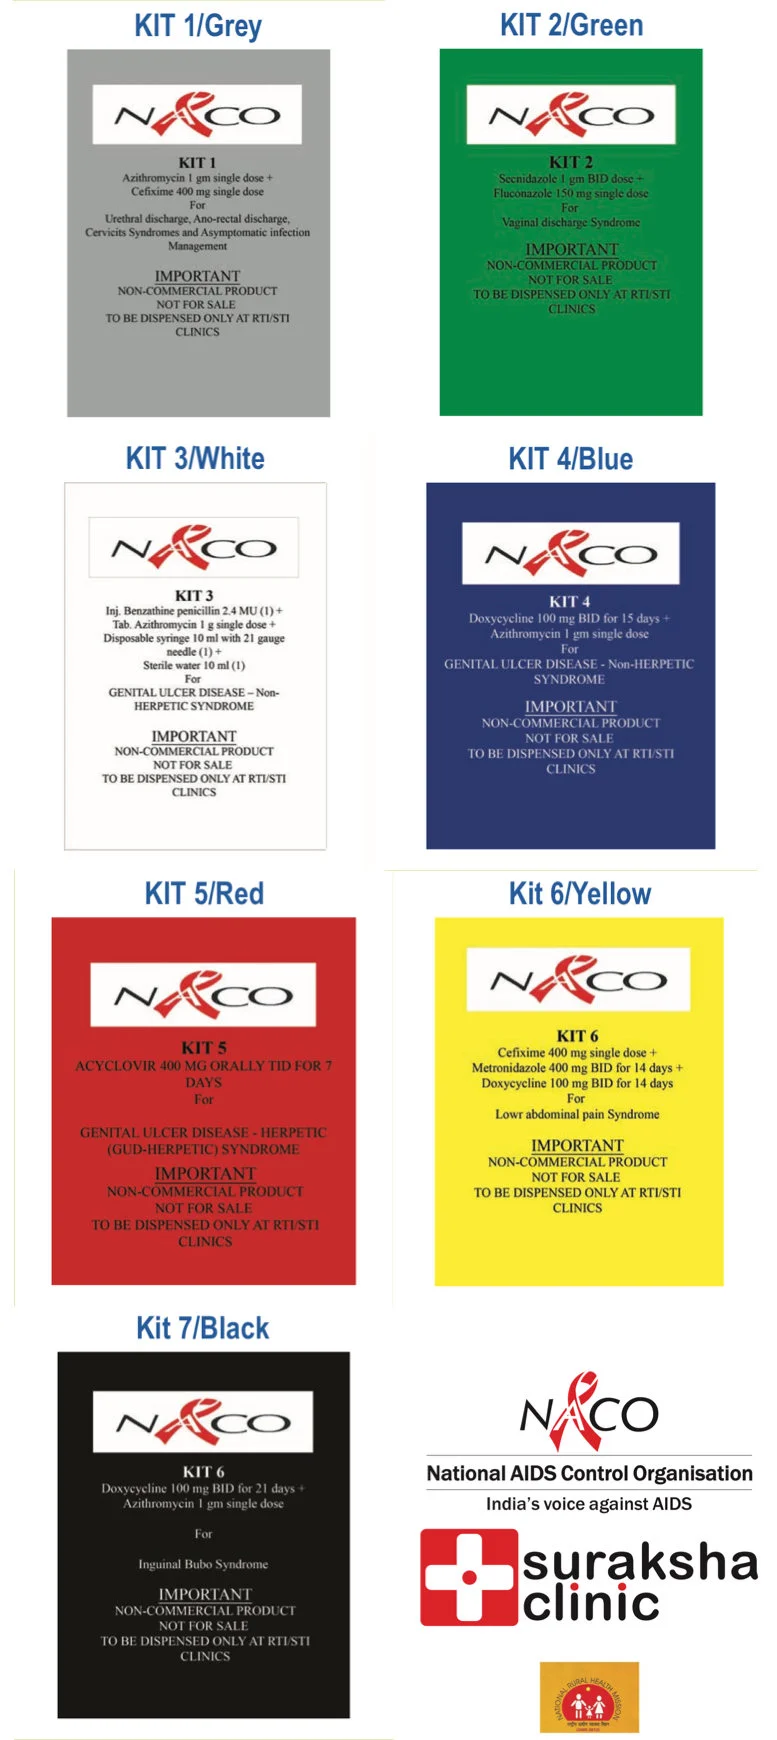 KIT 1/Grey
NACO
KIT 1
Azithromycin 1 gm single dose +
Cefixime 400 mg single dose
For
Urethral discharge, Ano-rectal discharge,
Cervicits Syndromes and Asymptomatic infection
Management
IMPORTANT
NON-COMMERCIAL PRODUCT
NOT FOR SALE
TO BE DISPENSED ONLY AT RTI/STI
CLINICS
KIT 2/Green
NACO
KIT 2
Secnidazole 1 gm BID dose +
Fluconazole 150 mg single dose
For
Vaginal discharge Syndrome
IMPORTANT
NON-COMMERCIAL PRODUCT
NOT FOR SALE
TO BE DISPENSED ONLY AT RTI/STI
CLINICS
KIT 3/White
NACO
KIT 3
Inj. Benzathine penicillin 2.4 MU (1) +
Tab. Azithromycin 1 g single dose +
Disposable syringe 10 ml with 21 gauge
needle (1) +
Sterile water 10 ml (1)
For
GENITAL ULCER DISEASE – Non-
HERPETIC SYNDROME
IMPORTANT
NON-COMMERCIAL PRODUCT
NOT FOR SALE
TO BE DISPENSED ONLY AT RTI/STI
CLINICS
KIT 4/Blue
NACO
KIT 4
Doxycycline 100 mg BID for 15 days +
Azithromycin 1 gm single dose
For
GENITAL ULCER DISEASE - Non-HERPETIC
SYNDROME
IMPORTANT
NON-COMMERCIAL PRODUCT
NOT FOR SALE
TO BE DISPENSED ONLY AT RTI/STI
CLINICS
KIT 5/Red
NACO
KIT 5
ACYCLOVIR 400 MG ORALLY TID FOR 7
DAYS
For
GENITAL ULCER DISEASE - HERPETIC
(GUD-HERPETIC) SYNDROME
IMPORTANT
NON-COMMERCIAL PRODUCT
NOT FOR SALE
TO BE DISPENSED ONLY AT RTI/STI
CLINICS
Kit 6/Yellow
NACO
KIT 6
Cefixime 400 mg single dose +
Metronidazole 400 mg BID for 14 days +
Doxycycline 100 mg BID for 14 days
For
Lowr abdominal pain Syndrome
IMPORTANT
NON-COMMERCIAL PRODUCT
NOT FOR SALE
TO BE DISPENSED ONLY AT RTI/STI
CLINICS
Kit 7/Black
NACO
KIT 6
Doxycycline 100 mg BID for 21 days +
Azithromycin 1 gm single dose
For
Inguinal Bubo Syndrome
IMPORTANT
NON-COMMERCIAL PRODUCT
NOT FOR SALE
TO BE DISPENSED ONLY AT RTI/STI
CLINICS
NACO
National AIDS Control Organisation
India's voice against AIDS
suraksha
clinic
NATIONAL RURAL HEALTH MISSION